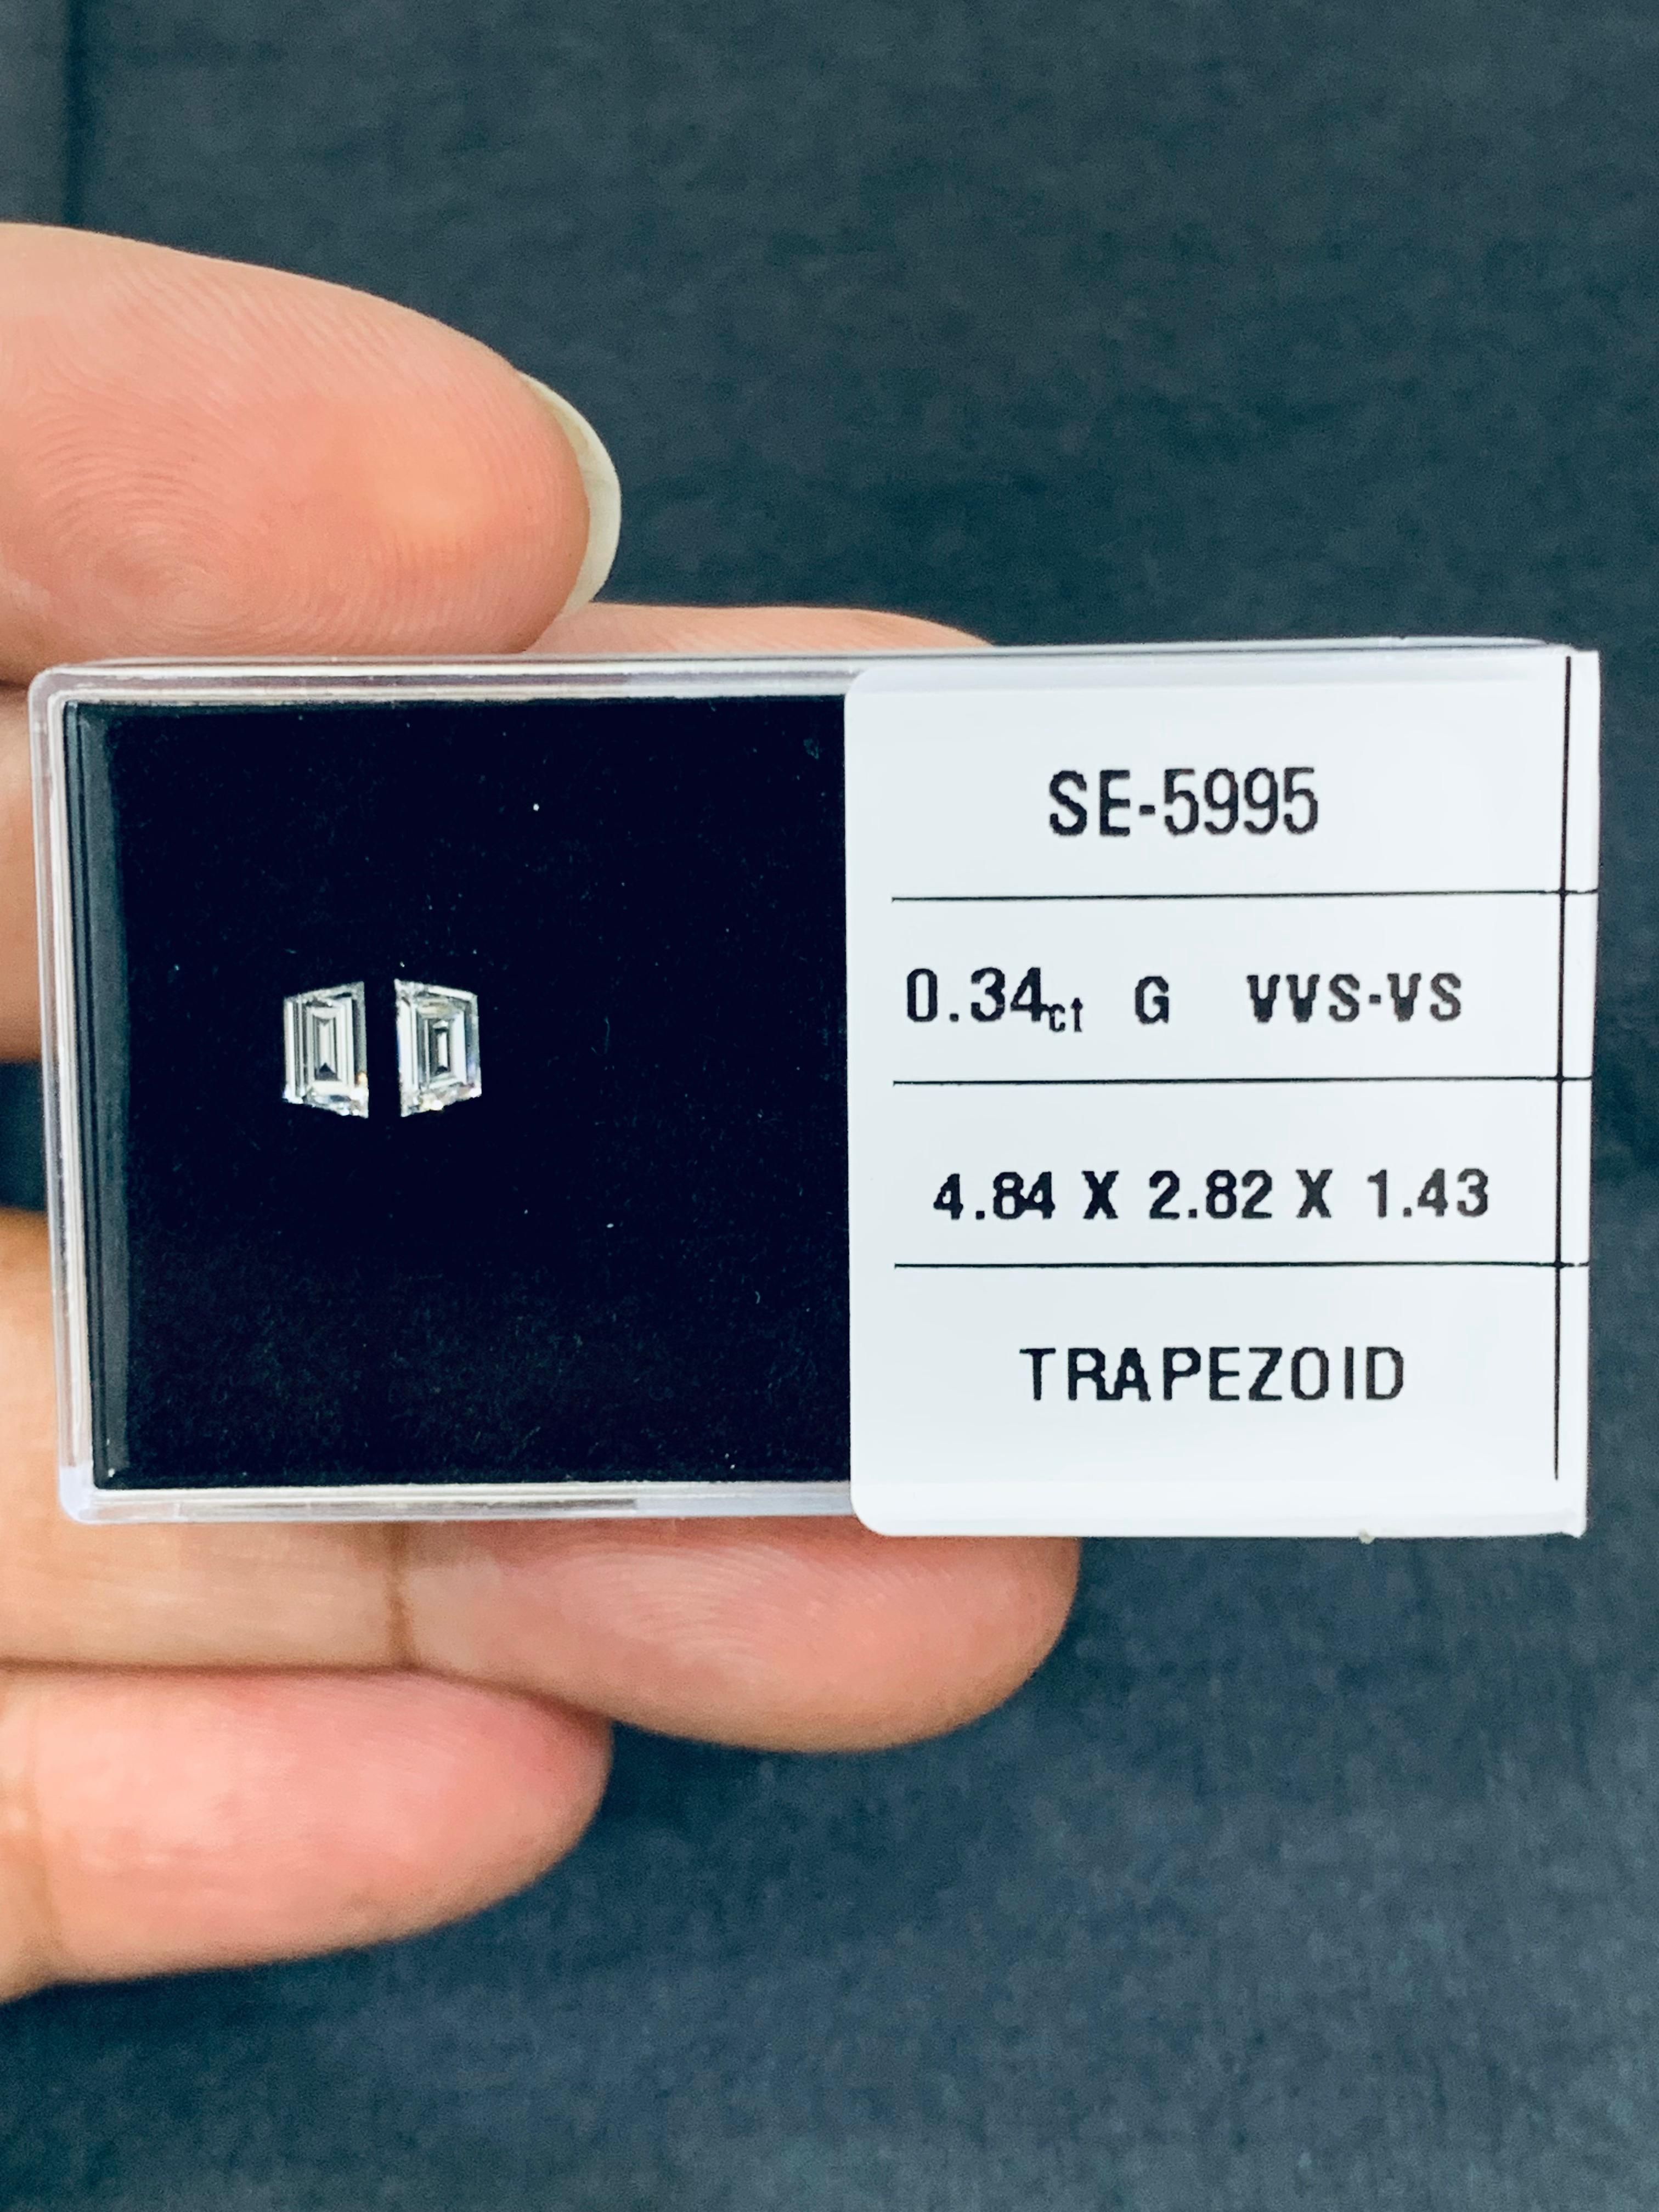 SE-5995
0.34ct G VVS-VS
4.84 X 2.82 X 1.43
TRAPEZOID